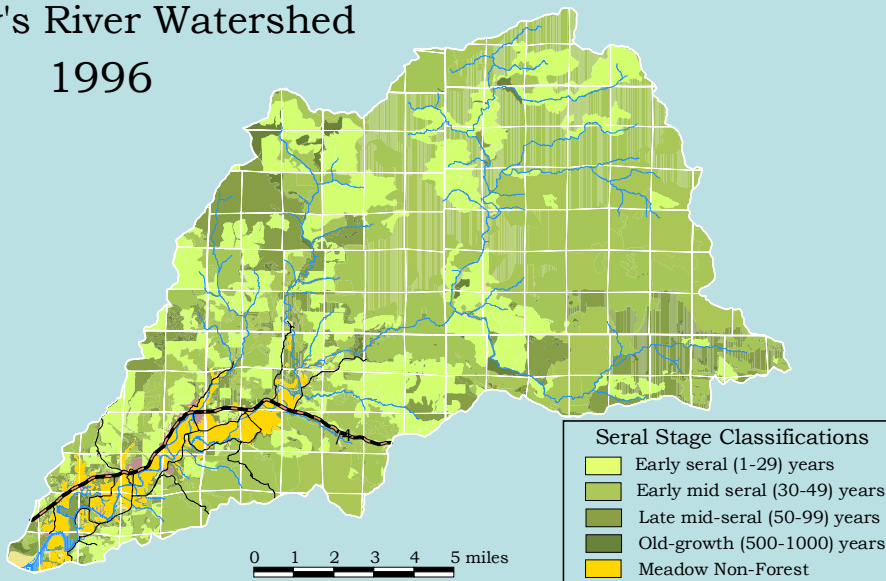 's River Watershed
1996
4
0 1 2 3 4 5 miles
Seral Stage Classifications
Early seral (1-29) years
Early mid seral (30-49) years
Late mid-seral (50-99) years
Old-growth (500-1000) years
Meadow Non-Forest